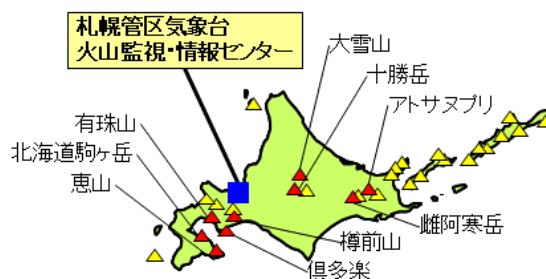 札幌管区気象台
火山監視・情報センター
大雪山
十勝岳
アトサヌプリ
有珠山
北海道駒ヶ岳
恵山
雌阿寒岳
樽前山
倶多楽